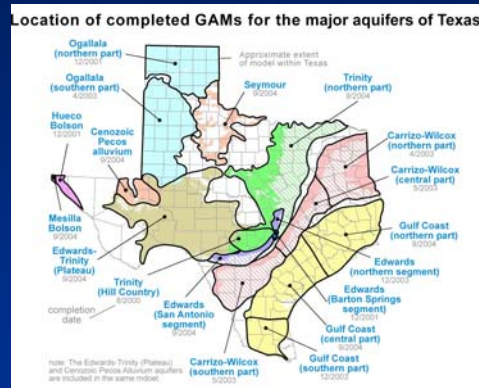 Location of completed GAMs for the major aquifers of Texas
Ogallala
(northern part)
12/2001
Approximate extent
of model within Texas
Ogallala
(southern part)
4/2003
Seymour
9/2004
Trinity
(northern part)
9/2004
Hueco
Bolson
12/2001
Cenozoic
Pecos
alluvium
9/2004
Carrizo-Wilcox
(northern part)
4/2003
Carrizo-Wilcox
(central part)
5/2003
Mesilla
Bolson
9/2004
Gulf Coast
(northern part)
9/2004
Edwards-
Trinity
(Plateau)
9/2004
Edwards
(northern segment)
12/2003
Trinity
(Hill Country)
8/2000
Edwards
(Barton Springs
segment)
12/2001
completion
date
Edwards
(San Antonio
segment)
9/2004
Gulf Coast
(central part)
9/2004
Carrizo-Wilcox
(southern part)
5/2003
Gulf Coast
(south part)
12/2003
note: The Edwards-Trinity (Plateau)
and Cenozoic Pecos Alluvium aquifers
are included in the same mdoel.